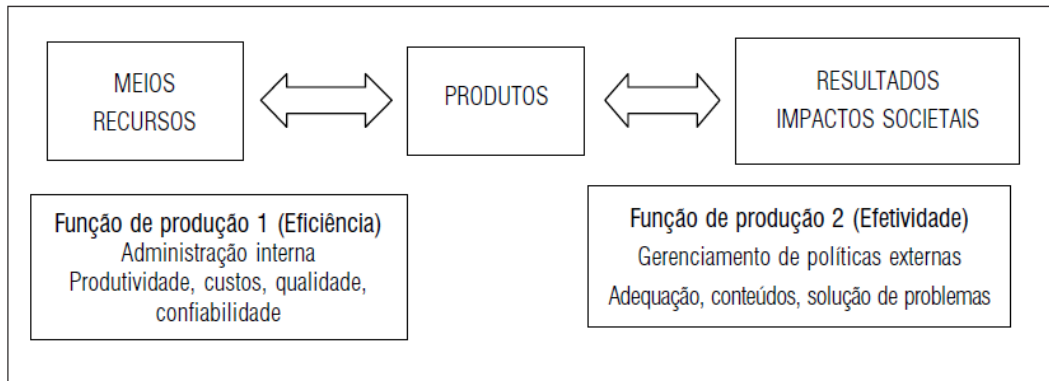 MEIOS
RECURSOS
PRODUTOS
RESULTADOS
IMPACTOS SOCIETAIS
Função de produção 1 (Eficiência)
Administração interna
Produtividade, custos, qualidade,
confiabilidade
Função de produção 2 (Efetividade)
Gerenciamento de políticas externas
Adequação, conteúdos, solução de problemas